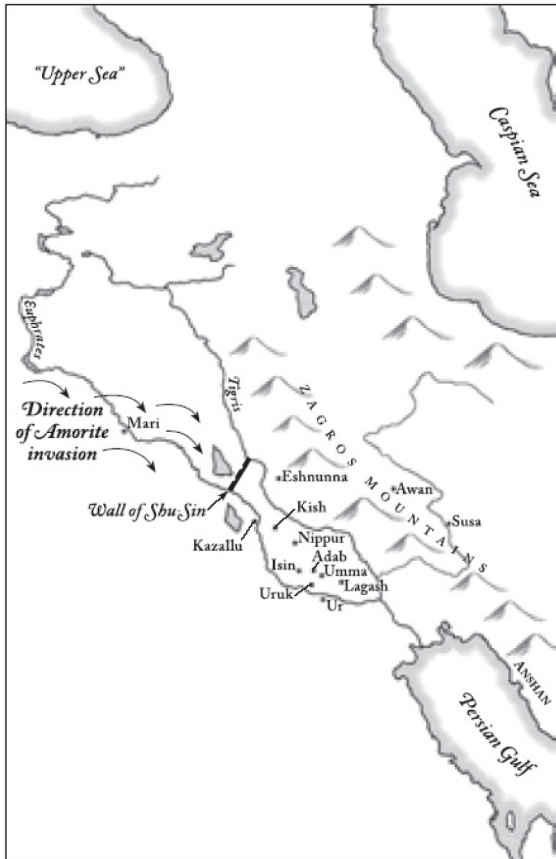 "Upper Sea"
Caspian Sea
Euphrates
Tigris
ZAGROS MOUNTAINS
Direction
of Amorite
invasion
Mari
Wall of Shu Sin
Eshnunna
Awan
Susa
Kish
Kazallu
Nippur
Adab
Isin
Umma
Lagash
Uruk
Ur
ANSHAN
Persian Gulf